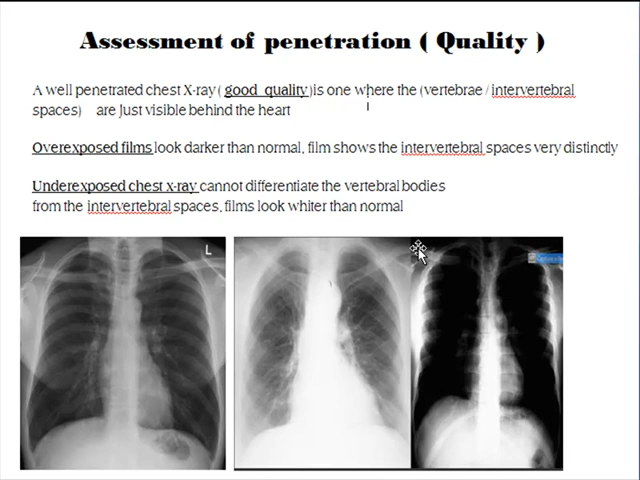 Assessment of penetration ( Quality )
A well penetrated chest X-ray ( good quality )is one where the (vertebrae / intervertebral
spaces) are just visible behind the heart
Overexposed films look darker than normal, film shows the intervertebral spaces very distinctly
Underexposed chest x-ray cannot differentiate the vertebral bodies
from the intervertebral spaces, films look whiter than normal
L